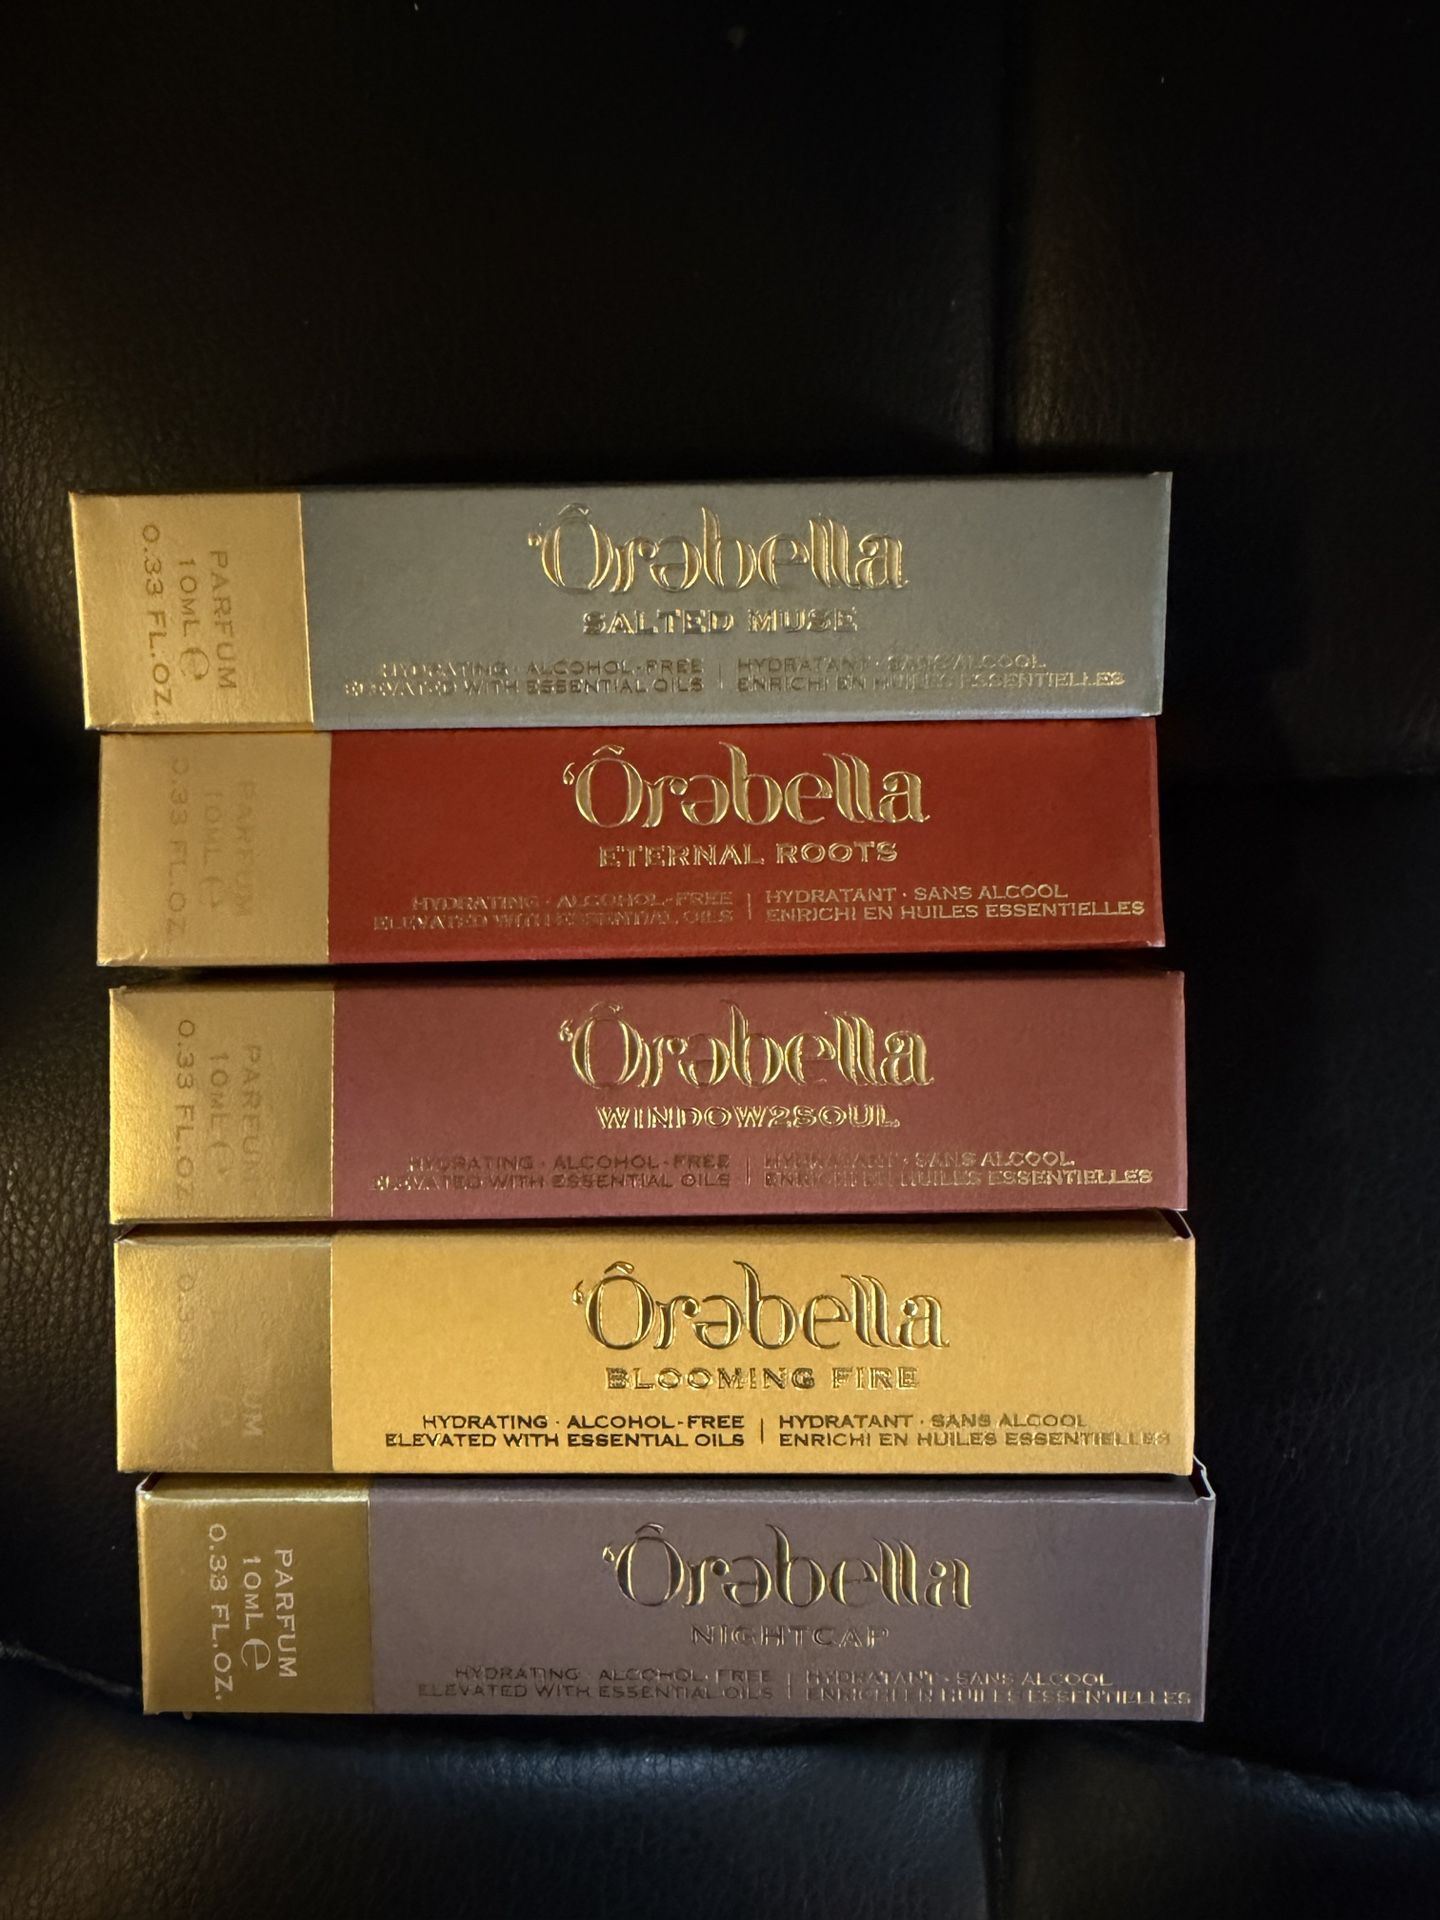 PARFUM
10ML e
0.33 FL.OZ.
'Ôrəbella
SALTED MUSE
HYDRATING · ALCOHOL-FREE | HYDRATANT · SANS ALCOOL
ELEVATED WITH ESSENTIAL OILS | ENRICHI EN HUILES ESSENTIELLES
PARFUM
10ML e
0.33 FL.OZ.
'Ôrəbella
ETERNAL ROOTS
HYDRATING · ALCOHOL-FREE | HYDRATANT · SANS ALCOOL
ELEVATED WITH ESSENTIAL OILS | ENRICHI EN HUILES ESSENTIELLES
PARFUM
10ML e
0.33 FL.OZ.
'Ôrəbella
WINDOW2SOUL
HYDRATING · ALCOHOL-FREE | HYDRATANT · SANS ALCOOL
ELEVATED WITH ESSENTIAL OILS | ENRICHI EN HUILES ESSENTIELLES
'Ôrəbella
BLOOMING FIRE
HYDRATING · ALCOHOL-FREE | HYDRATANT · SANS ALCOOL
ELEVATED WITH ESSENTIAL OILS | ENRICHI EN HUILES ESSENTIELLES
PARFUM
10ML e
0.33 FL.OZ.
'Ôrəbella
NIGHTCAP
HYDRATING · ALCOHOL-FREE | HYDRATANT · SANS ALCOOL
ELEVATED WITH ESSENTIAL OILS | ENRICHI EN HUILES ESSENTIELLES